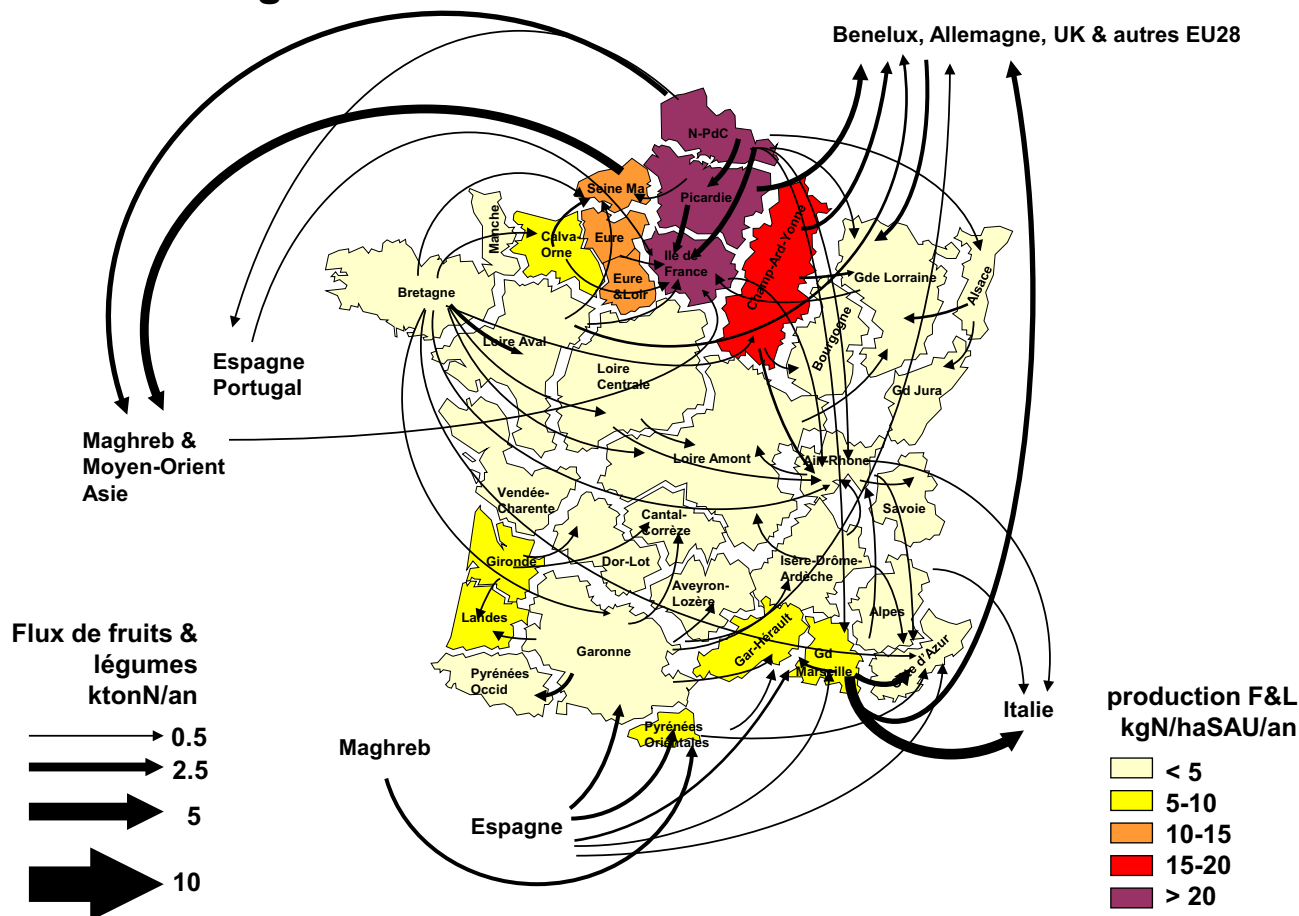 Benelux, Allemagne, UK & autres EU28
N-PdC
Seine Ma
Picardie
Manche
Calva
Orne
Eure
Ile de
France
Champ-Ard-Yonne
Eure
&Loir
Gde Lorraine
Alsace
Bretagne
Loire Aval
Bourgogne
Espagne
Portugal
Loire
Centrale
Gd Jura
Maghreb &
Moyen-Orient
Asie
Loire Amont
Ain-Rhone
Vendée-
Charente
Cantal-
Corrèze
Savoie
Gironde
Dor-Lot
Isère-Drôme-
Ardèche
Aveyron-
Lozère
Landes
Alpes
Flux de fruits &
légumes
ktonN/an
0.5
2.5
5
10
Garonne
Gar-Hérault
Gd
Marseille
Côte d'Azur
Pyrénées
Occid
Pyrénées
Orientales
Italie
Maghreb
Espagne
production F&L
kgN/haSAU/an
< 5
5-10
10-15
15-20
> 20